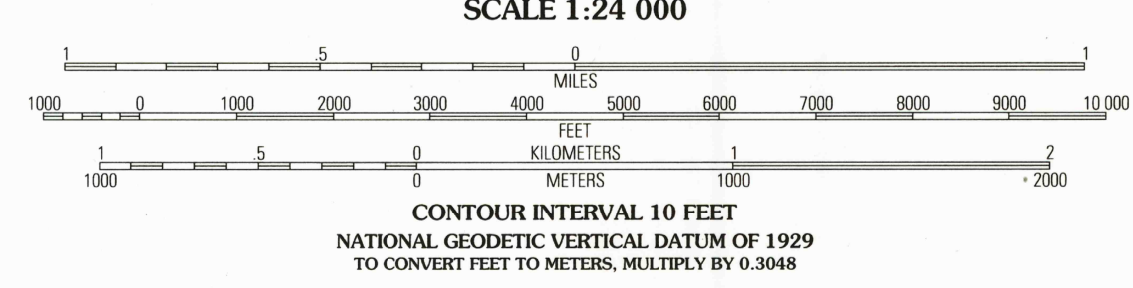 SCALE 1:24 000
1 .5 0 1
MILES
1000 0 1000 2000 3000 4000 5000 6000 7000 8000 9000 10 000
FEET
1 .5 0 KILOMETERS 1 2
1000 0 METERS 1000 2000
CONTOUR INTERVAL 10 FEET
NATIONAL GEODETIC VERTICAL DATUM OF 1929
TO CONVERT FEET TO METERS, MULTIPLY BY 0.3048